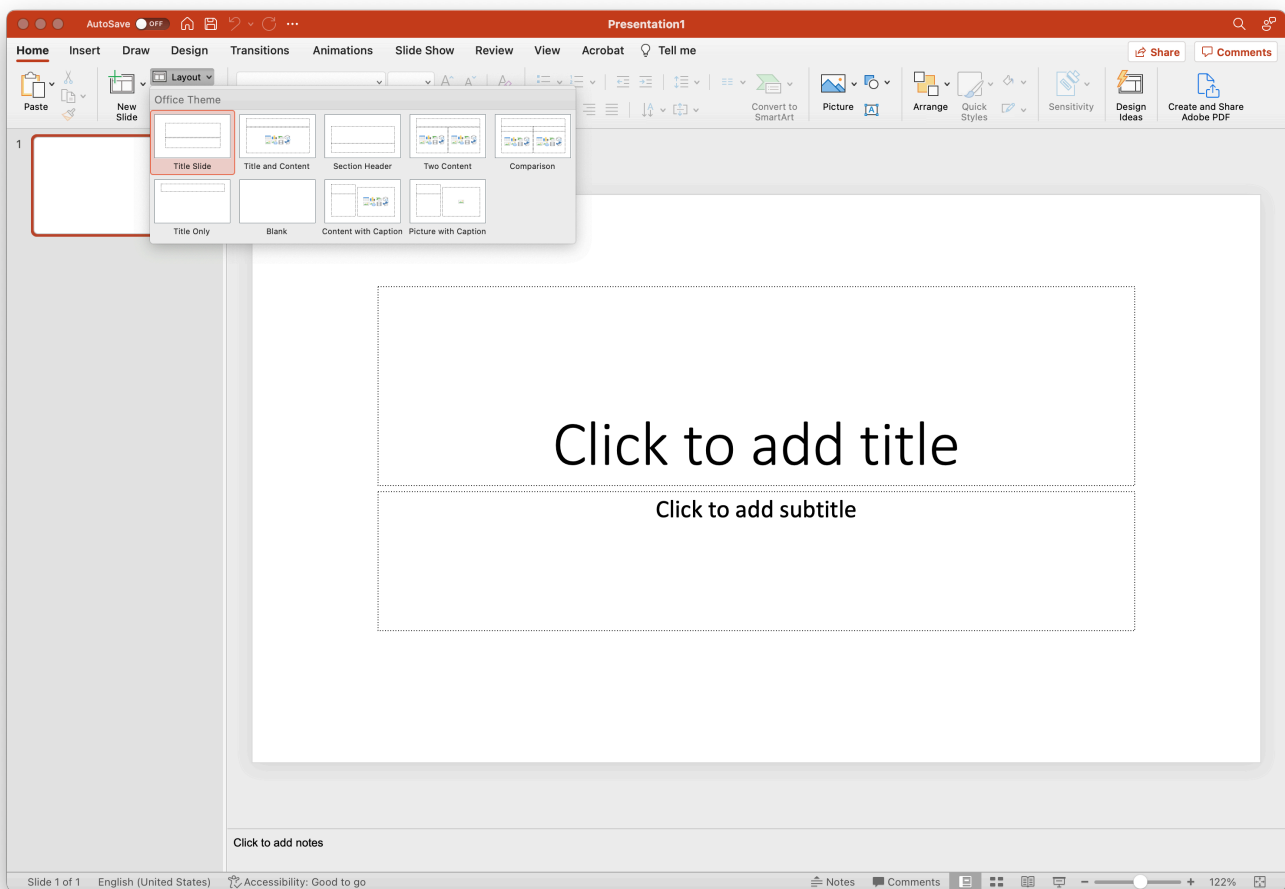 AutoSave OFF Presentation1
Home Insert Draw Design Transitions Animations Slide Show Review View Acrobat Tell me Share Comments
Layout
Paste New Slide Convert to SmartArt Picture Arrange Quick Styles Sensitivity Design Ideas Create and Share Adobe PDF
Office Theme
Title Slide Title and Content Section Header Two Content Comparison
Title Only Blank Content with Caption Picture with Caption
1
Click to add title
Click to add subtitle
Click to add notes
Slide 1 of 1 English (United States) Accessibility: Good to go Notes Comments 122%